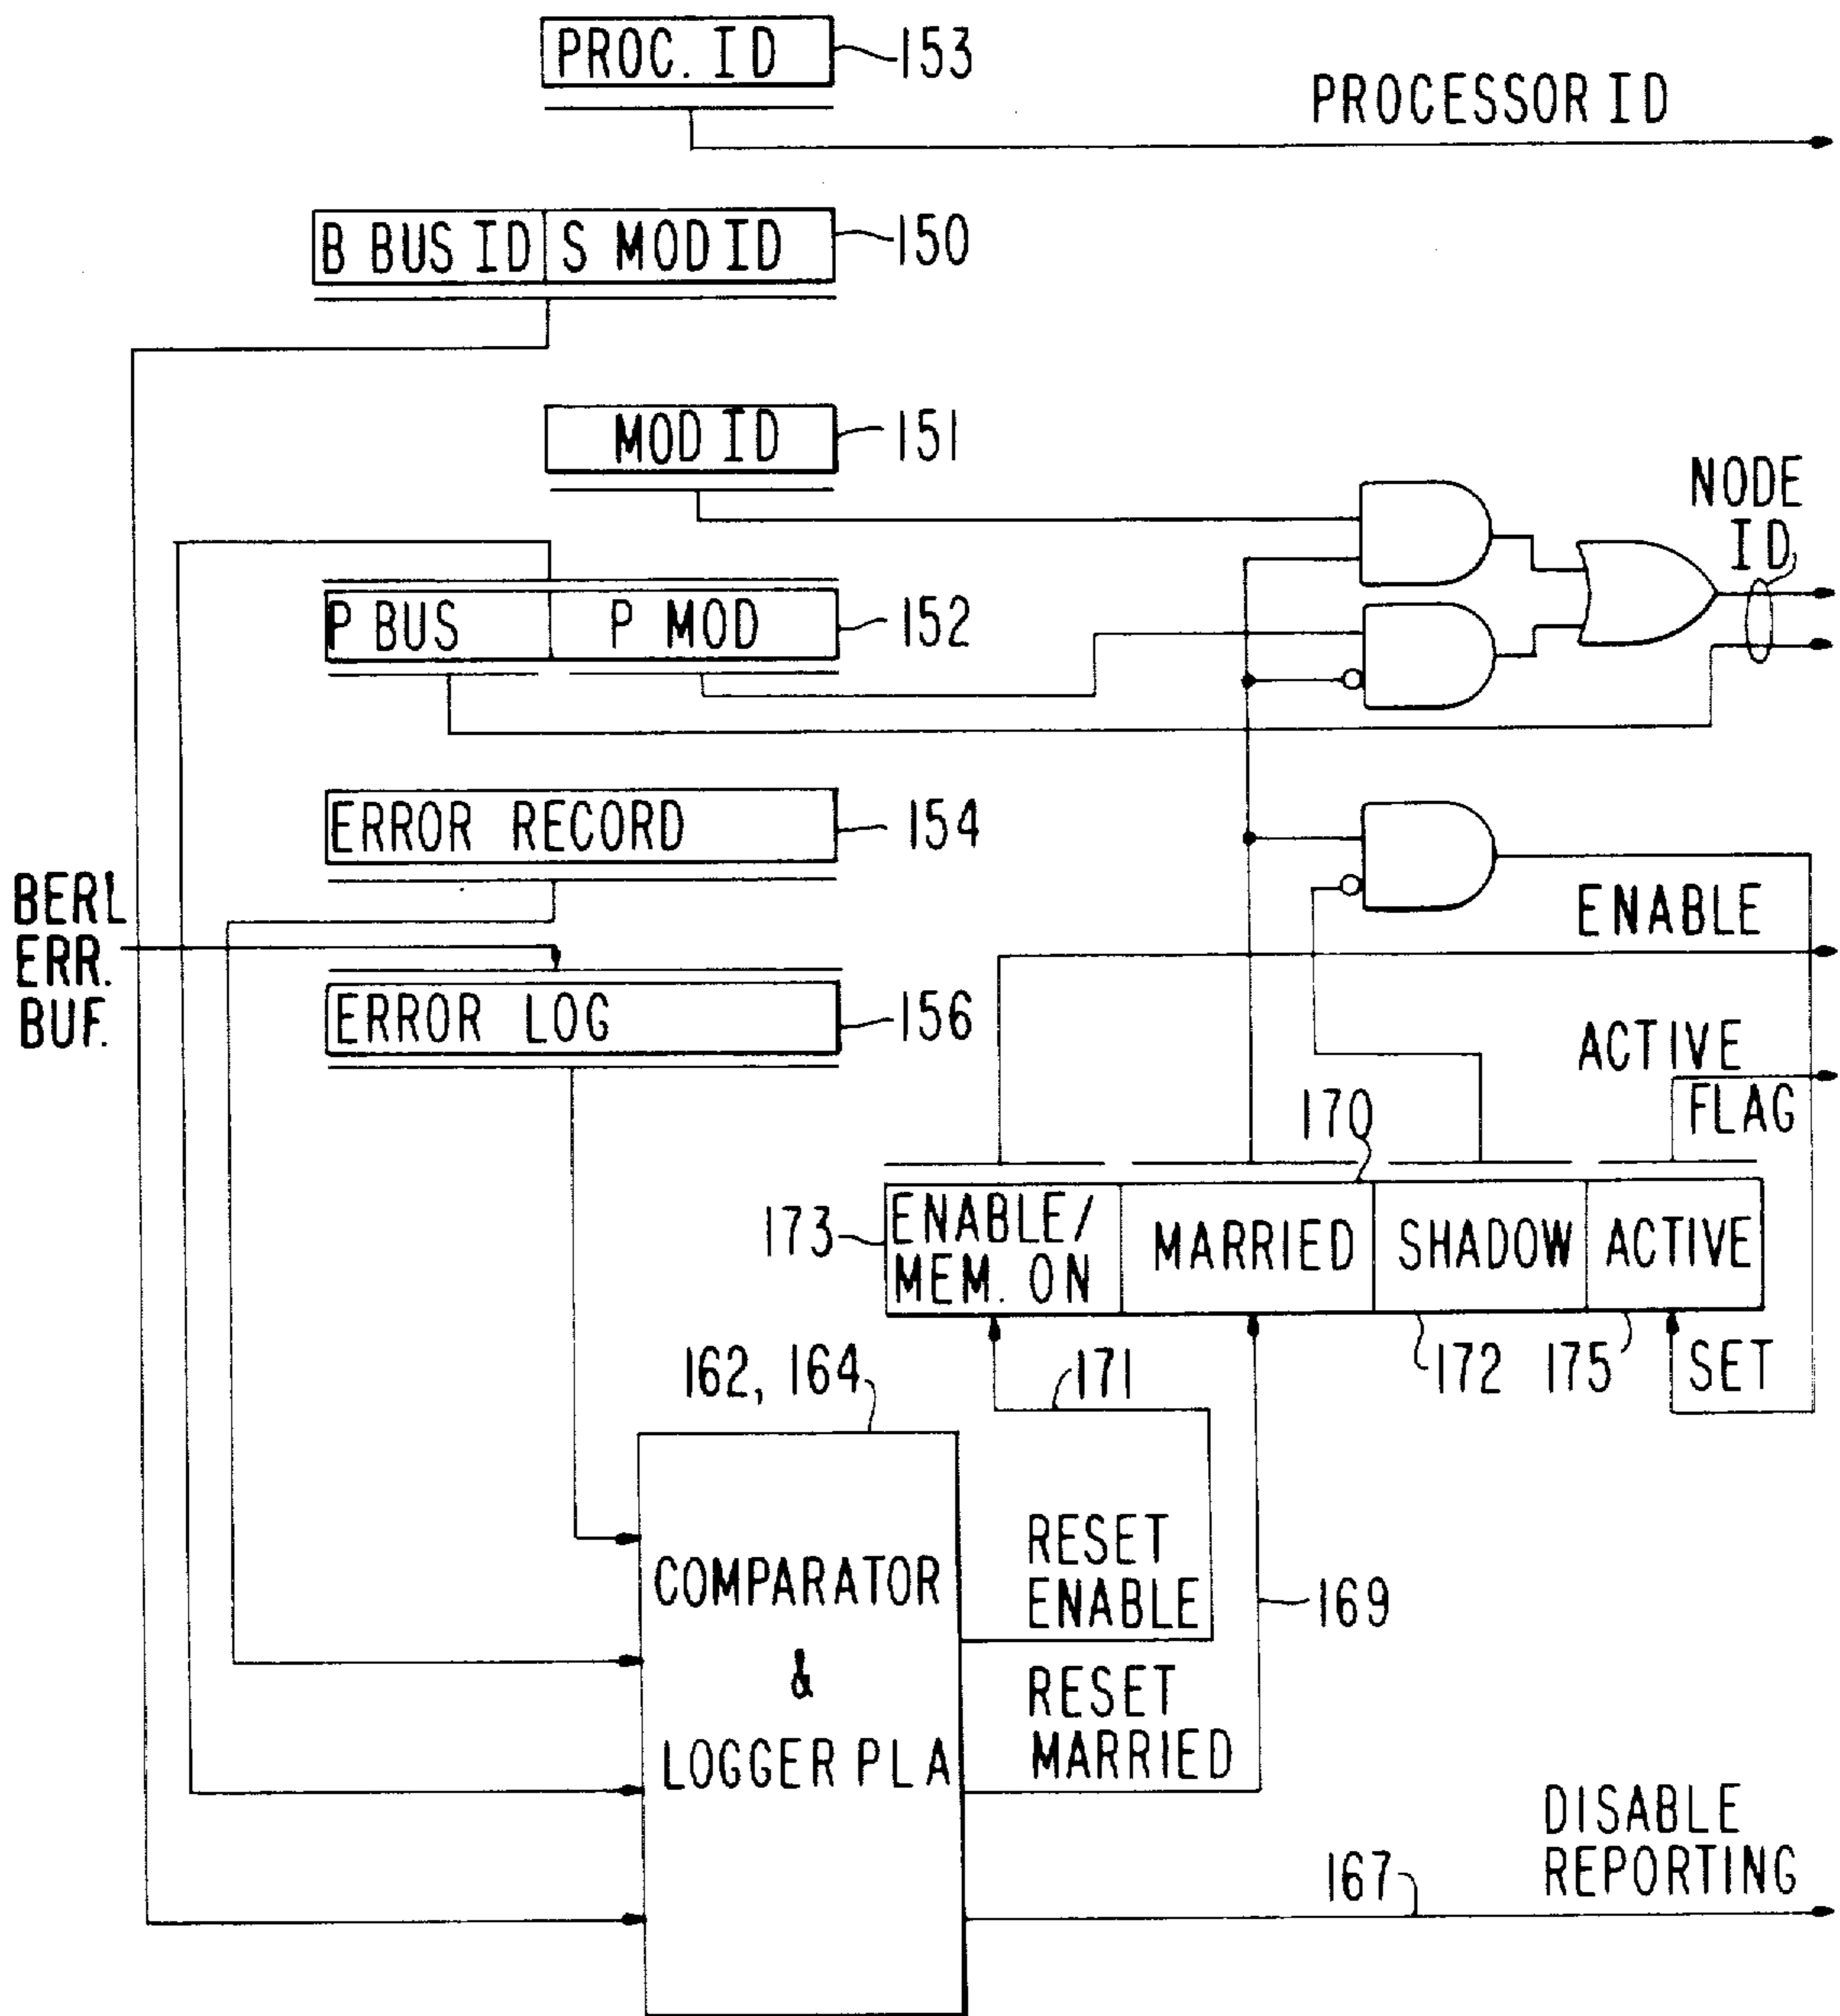 PROC. ID
153
PROCESSOR ID
B BUS ID
S MOD ID
150
MOD ID
151
NODE
ID
P BUS
P MOD
152
ERROR RECORD
154
BERL
ERR.
BUF.
ENABLE
ERROR LOG
156
ACTIVE
FLAG
170
173
ENABLE/
MEM. ON
MARRIED
SHADOW
ACTIVE
162, 164
171
172
175
SET
COMPARATOR
&
LOGGER PLA
RESET
ENABLE
169
RESET
MARRIED
167
DISABLE
REPORTING